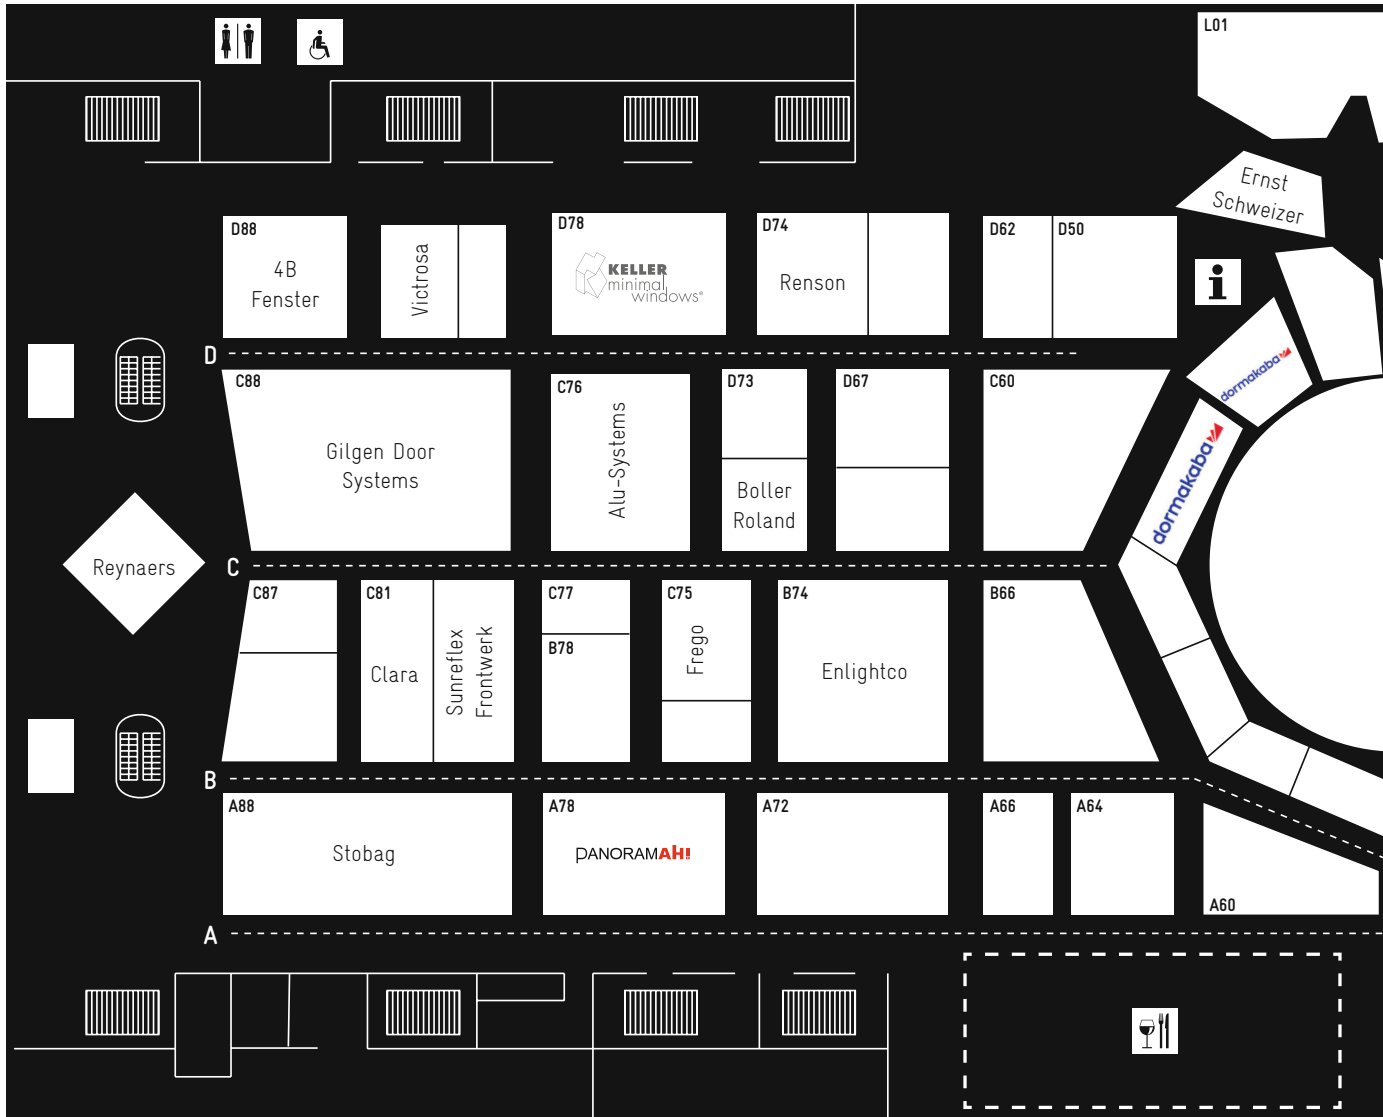 L01
Ernst
Schweizer
D88
4B
Fenster
Victrosa
D78
KELLER
minimal
windows®
D74
Renson
D62
D50
D
C88
Gilgen Door
Systems
C76
Alu-Systems
D73
Boller
Roland
D67
C60
dormakaba
dormakaba
Reynaers
C
C87
C81
Clara
Sunreflex
Frontwerk
C77
B78
C75
Frego
B74
Enlightco
B66
B
A88
Stobag
A78
PANORAMAH!
A72
A66
A64
A60
A